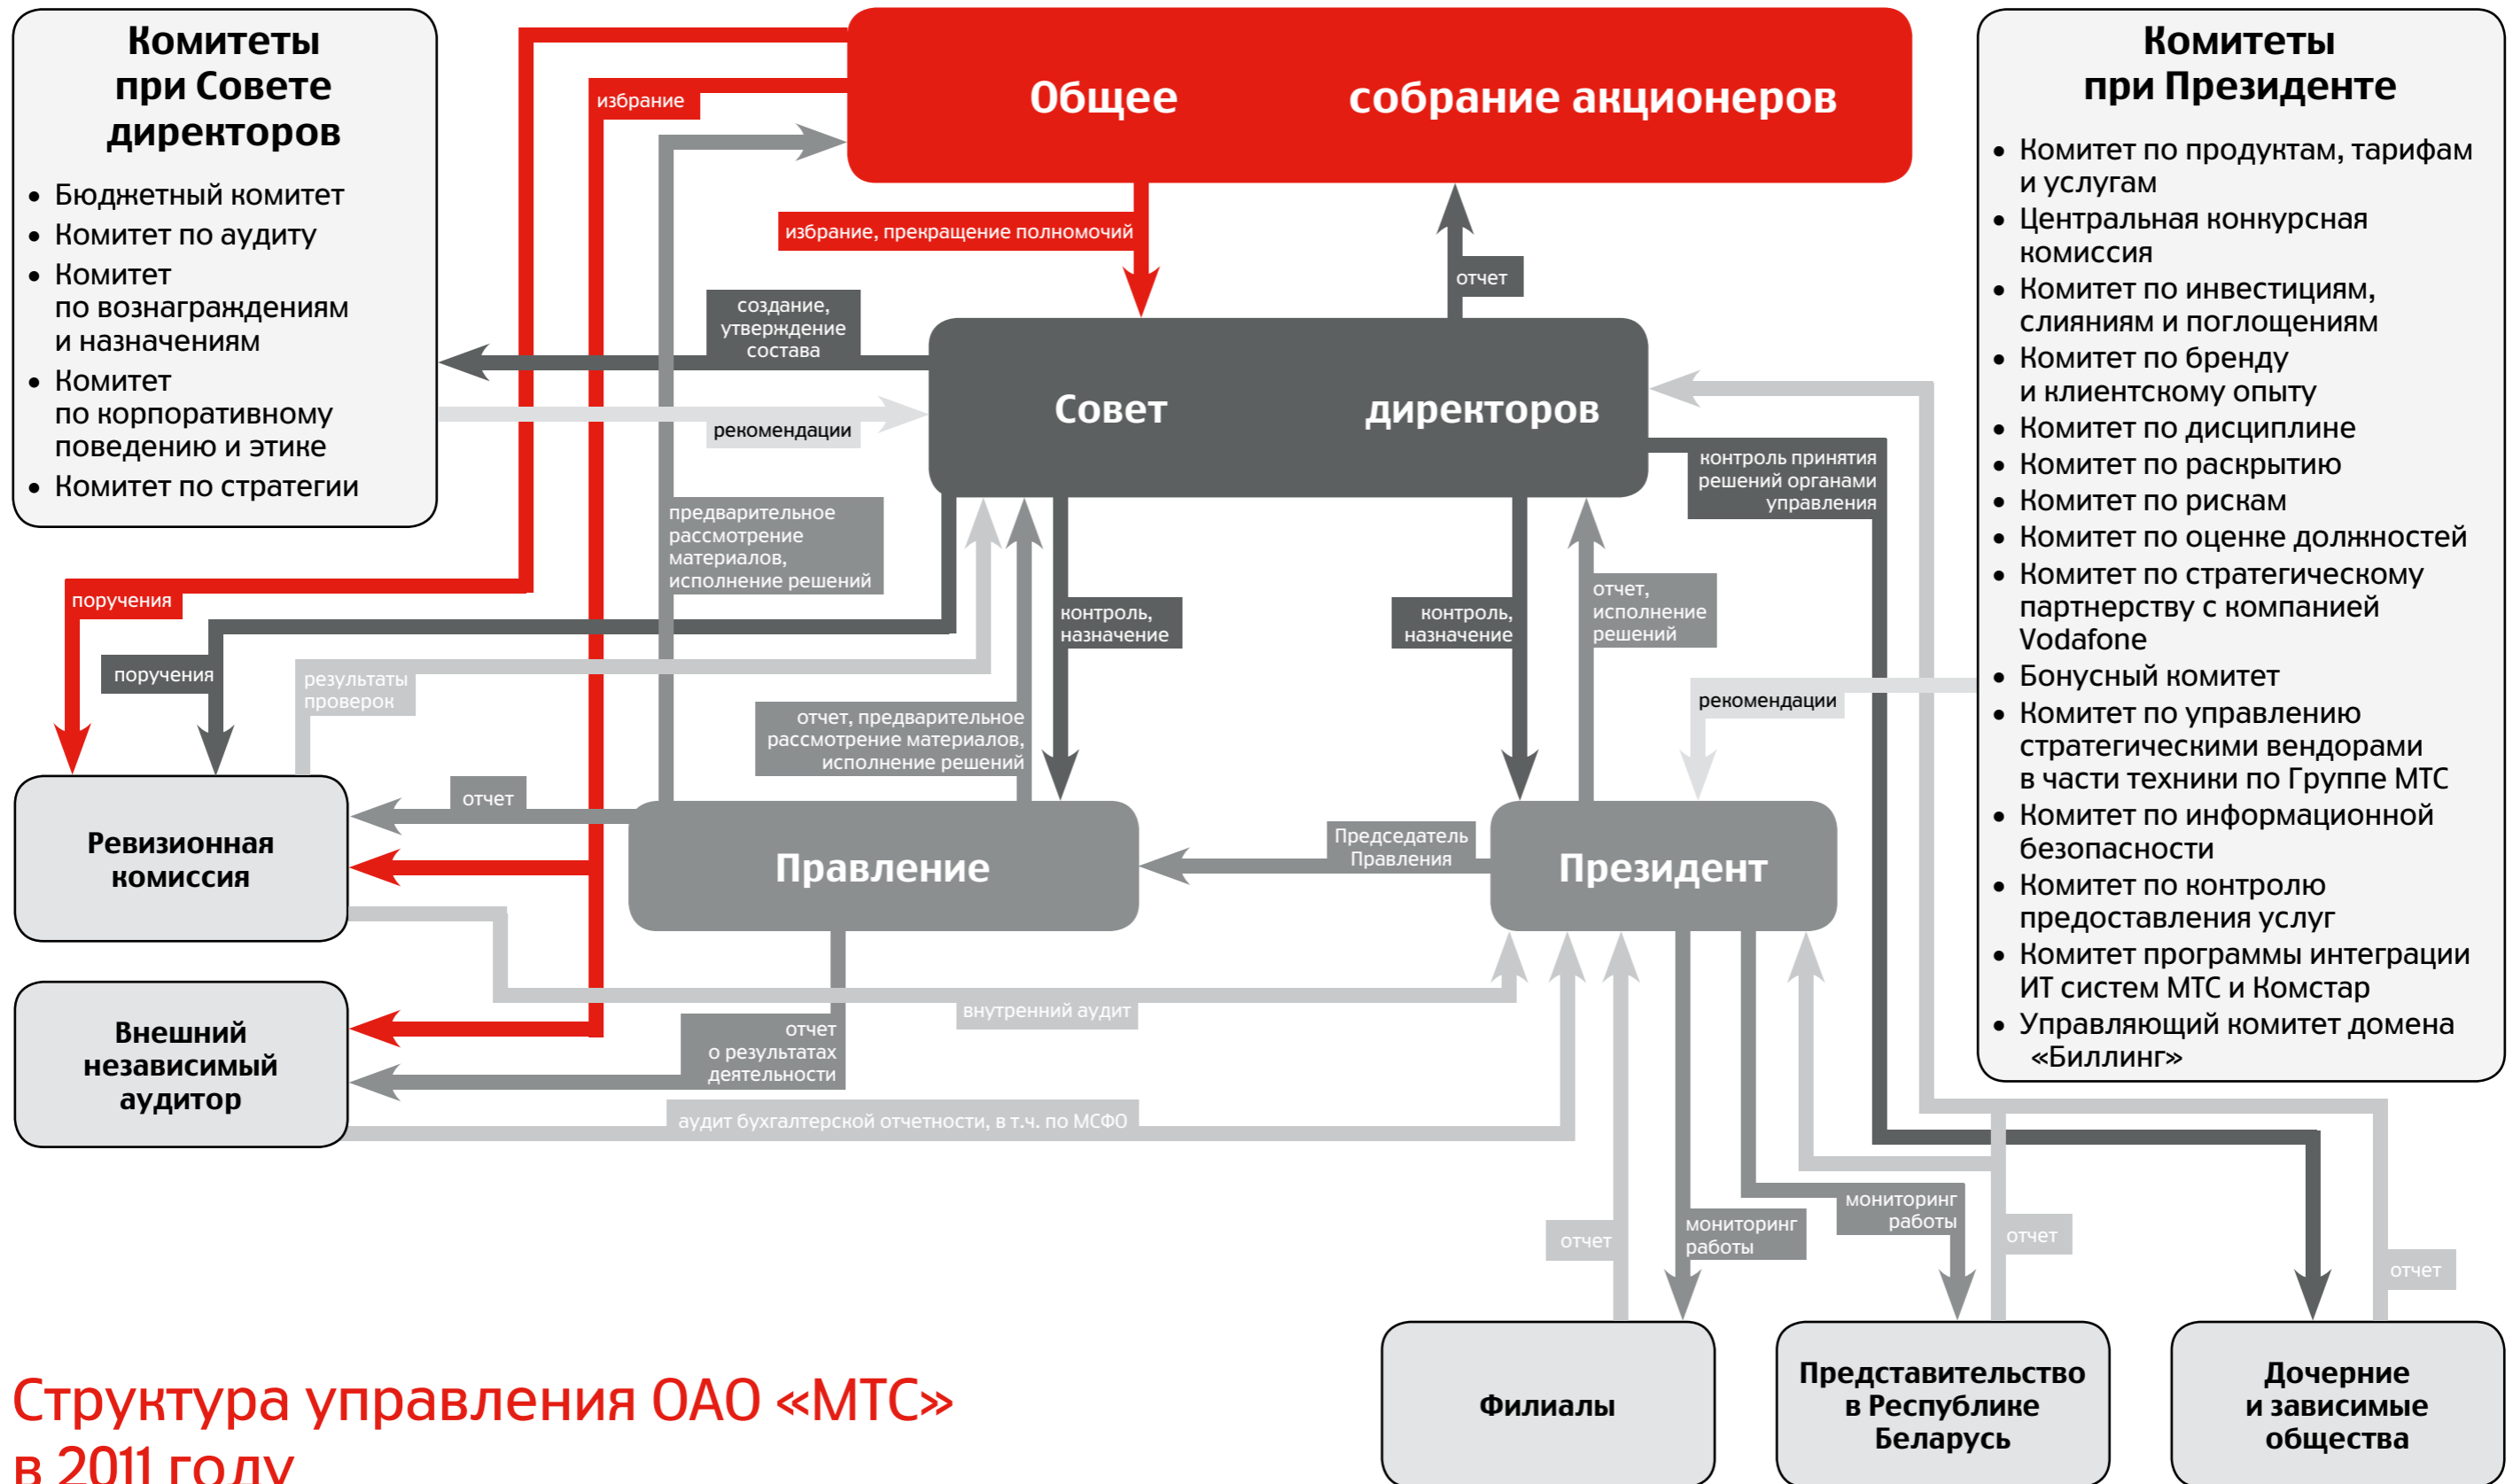 Комитеты
при Совете
директоров
• Бюджетный комитет
• Комитет по аудиту
• Комитет
по вознаграждениям
и назначениям
• Комитет
по корпоративному
поведению и этике
• Комитет по стратегии
Общее собрание акционеров
Комитеты
при Президенте
• Комитет по продуктам, тарифам
и услугам
• Центральная конкурсная
комиссия
• Комитет по инвестициям,
слияниям и поглощениям
• Комитет по бренду
и клиентскому опыту
• Комитет по дисциплине
• Комитет по раскрытию
• Комитет по рискам
• Комитет по оценке должностей
• Комитет по стратегическому
партнерству с компанией
Vodafone
• Бонусный комитет
• Комитет по управлению
стратегическими вендорами
в части техники по Группе МТС
• Комитет по информационной
безопасности
• Комитет по контролю
предоставления услуг
• Комитет программы интеграции
ИТ систем МТС и Комстар
• Управляющий комитет домена
«Биллинг»
избрание
избрание, прекращение полномочий
отчет
создание,
утверждение
состава
рекомендации
Совет директоров
контроль принятия
решений органами
управления
предварительное
рассмотрение
материалов,
исполнение решений
поручения
поручения
результаты
проверок
контроль,
назначение
контроль,
назначение
отчет,
исполнение
решений
рекомендации
отчет, предварительное
рассмотрение материалов,
исполнение решений
отчет
Ревизионная
комиссия
Правление
Председатель
Правления
Президент
внутренний аудит
Внешний
независимый
аудитор
отчет
о результатах
деятельности
аудит бухгалтерской отчетности, в т.ч. по МСФО
отчет
мониторинг
работы
мониторинг
работы
отчет
отчет
Филиалы
Представительство
в Республике
Беларусь
Дочерние
и зависимые
общества
Структура управления ОАО «МТС»
в 2011 году